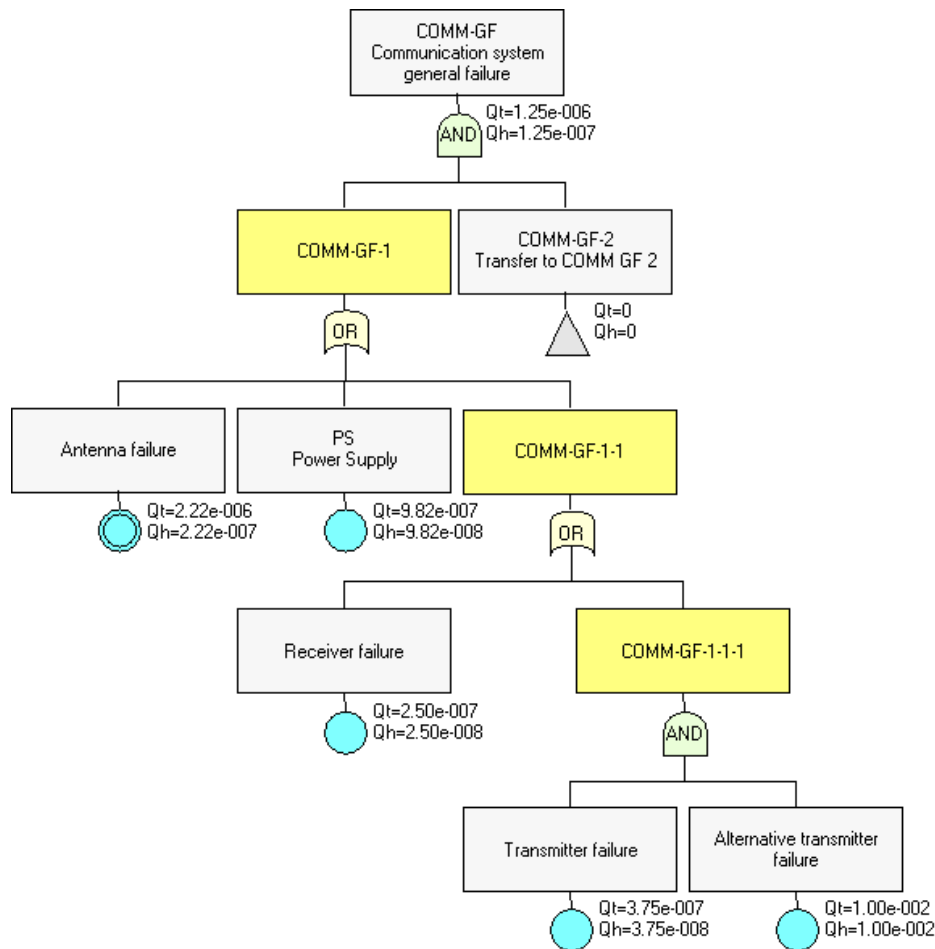 COMM-GF
Communication system
general failure
Qt=1.25e-006
Qh=1.25e-007
AND
COMM-GF-1
COMM-GF-2
Transfer to COMM GF 2
Qt=0
Qh=0
OR
Antenna failure
PS
Power Supply
COMM-GF-1-1
Qt=2.22e-006
Qh=2.22e-007
Qt=9.82e-007
Qh=9.82e-008
OR
Receiver failure
COMM-GF-1-1-1
Qt=2.50e-007
Qh=2.50e-008
AND
Transmitter failure
Alternative transmitter
failure
Qt=3.75e-007
Qh=3.75e-008
Qt=1.00e-002
Qh=1.00e-002